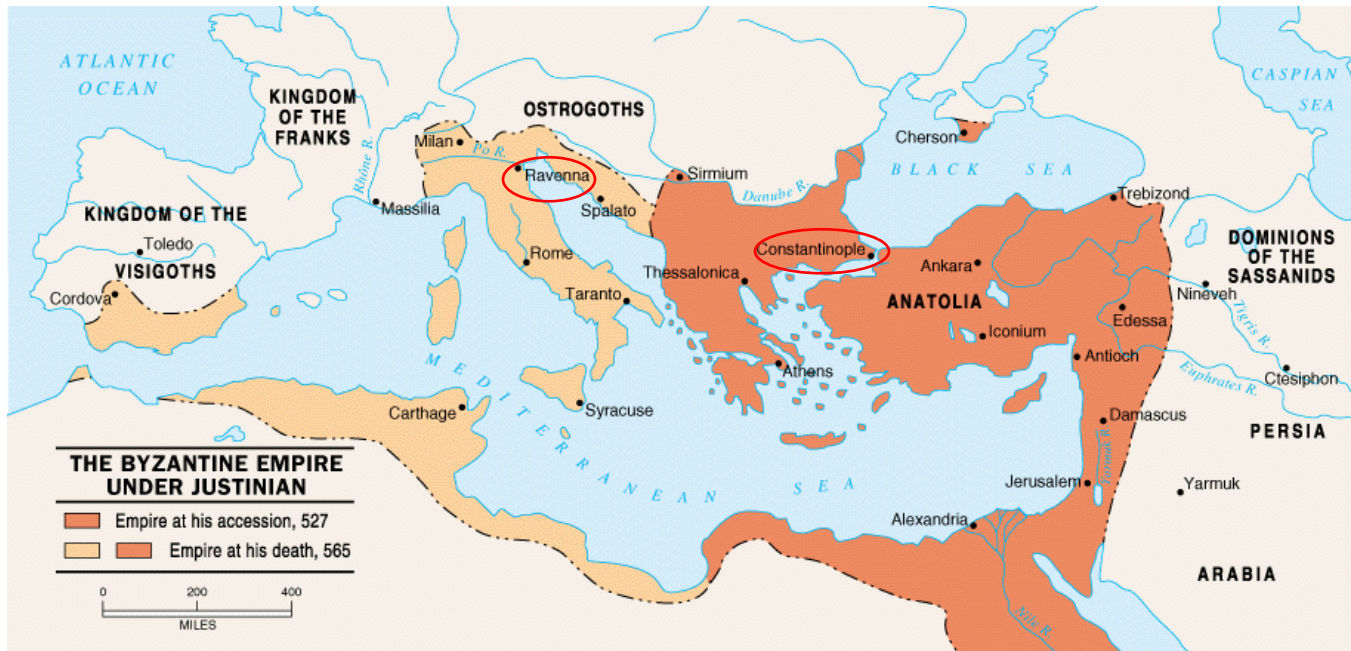 ATLANTIC
OCEAN
KINGDOM
OF THE
FRANKS
OSTROGOTHS
CASPIAN
SEA
Cherson
BLACK SEA
Milan
Po R.
Rhône R.
Ravenna
Sirmium
Danube R.
Trebizond
Massilia
Spalato
KINGDOM OF THE
VISIGOTHS
Toledo
Cordova
Rome
Taranto
Constantinople
Thessalonica
Ankara
ANATOLIA
DOMINIONS
OF THE
SASSANIDS
Nineveh
Tigris R.
Edessa
Iconium
Antioch
Euphrates R.
Ctesiphon
Athens
MEDITERRANEAN SEA
Carthage
Syracuse
Damascus
PERSIA
Yarmuk R.
Jerusalem
Yarmuk
Alexandria
ARABIA
Nile R.
THE BYZANTINE EMPIRE
UNDER JUSTINIAN
Empire at his accession, 527
Empire at his death, 565
0 200 400
MILES